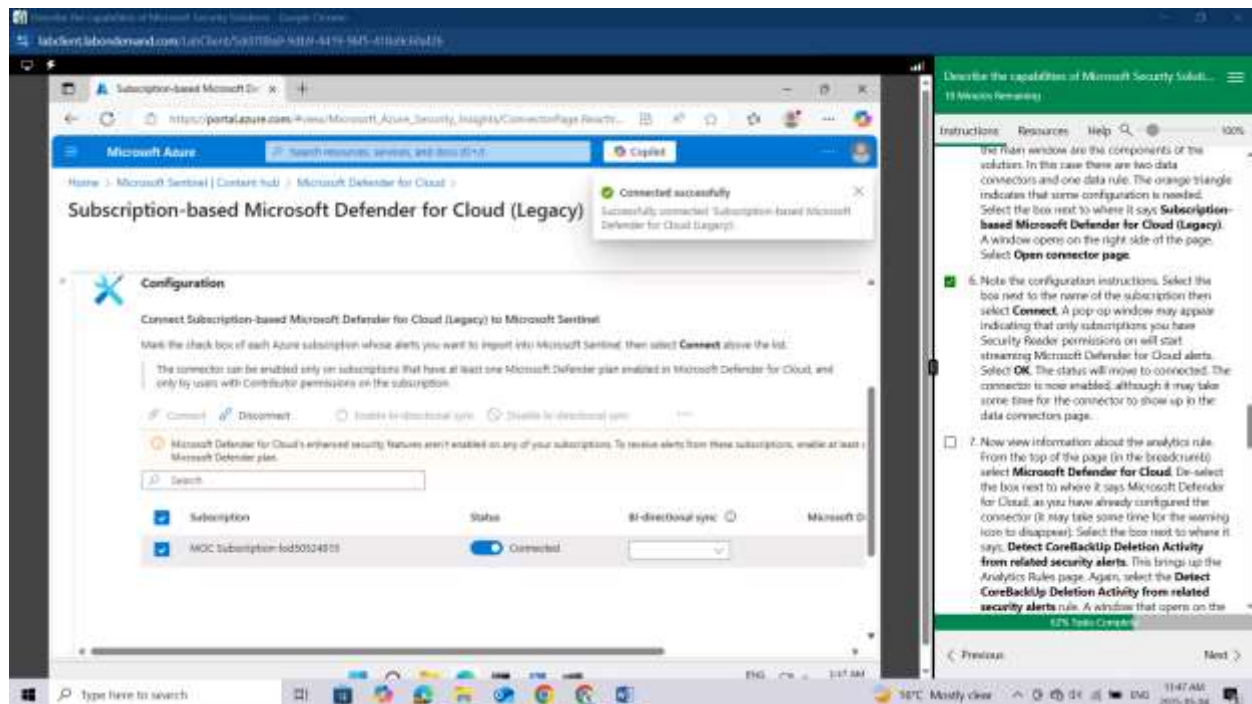 Describe the capabilities of Microsoft Security Solutions - Google Chrome
Subscription-based Microsoft De
Microsoft Azure
Search resources, services, and docs (G+/)
Copilot
Home > Microsoft Sentinel | Content hub > Microsoft Defender for Cloud >
Subscription-based Microsoft Defender for Cloud (Legacy)
Connected successfully
Successfully connected 'Subscription-based Microsoft
Defender for Cloud (Legacy)'.
Configuration
Connect Subscription-based Microsoft Defender for Cloud (Legacy) to Microsoft Sentinel
Mark the check box of each Azure subscription whose alerts you want to import into Microsoft Sentinel, then select Connect above the list.
The connector can be enabled only on subscriptions that have at least one Microsoft Defender plan enabled in Microsoft Defender for Cloud, and
only by users with Contributor permissions on the subscription.
Connect Disconnect Enable bi-directional sync Disable bi-directional sync ...
Microsoft Defender for Cloud's enhanced security features aren't enabled on any of your subscriptions. To receive alerts from these subscriptions, enable at least
Microsoft Defender plan.
Search
Subscription Status Bi-directional sync Microsoft D
MOC Subscription-lod50524915 Connected
ENG
3:47 AM
Describe the capabilities of Microsoft Security Soluti...
Minutes Remaining
Instructions Resources Help 100%
the main window are the components of the
solution. In this case there are two data
connectors and one data rule. The orange triangle
indicates that some configuration is needed.
Select the box next to where it says Subscription-
based Microsoft Defender for Cloud (Legacy).
A window opens on the right side of the page.
Select Open connector page.
6. Note the configuration instructions. Select the
box next to the name of the subscription then
select Connect. A pop-up window may appear
indicating that only subscriptions you have
Security Reader permissions on will start
streaming Microsoft Defender for Cloud alerts.
Select OK. The status will move to connected. The
connector is now enabled, although it may take
some time for the connector to show up in the
data connectors page.
7. Now view information about the analytics rule.
From the top of the page (in the breadcrumb)
select Microsoft Defender for Cloud. De-select
the box next to where it says Microsoft Defender
for Cloud, as you have already configured the
connector (it may take some time for the warning
icon to disappear). Select the box next to where it
says, Detect CoreBackUp Deletion Activity
from related security alerts. This brings up the
Analytics Rules page. Again, select the Detect
CoreBackUp Deletion Activity from related
security alerts rule. A window that opens on the
62% Tasks Complete
< Previous Next >
Type here to search
16°C Mostly clear
ENG
11:47 AM